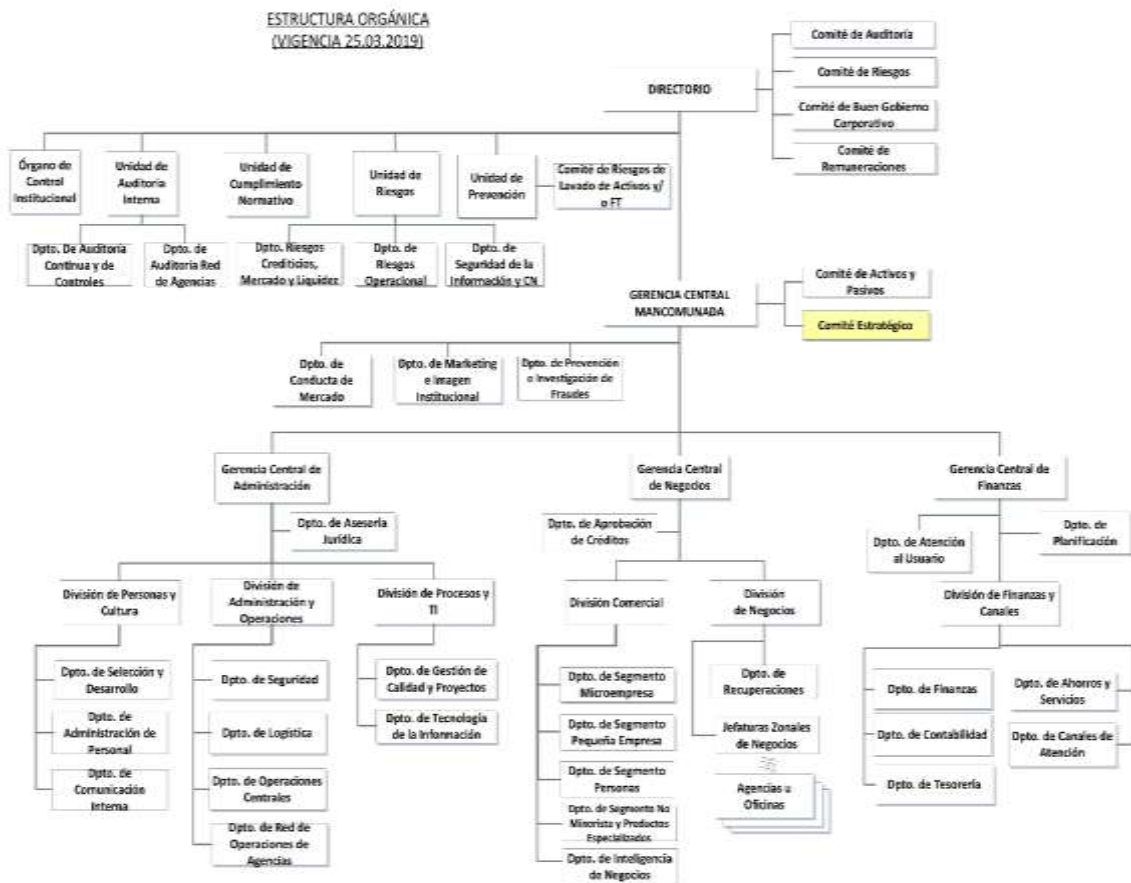 ESTRUCTURA ORGÁNICA
(VIGENCIA 25.03.2019)
Comité de Auditoría
Comité de Riesgos
DIRECTORIO
Comité de Buen Gobierno
Corporativo
Comité de
Remuneraciones
Órgano de
Control
Institucional
Unidad de
Auditoría
Interna
Unidad de
Cumplimiento
Normativo
Unidad de
Riesgos
Unidad de
Prevención
Comité de Riesgos de
Lavado de Activos y/
o FT
Dpto. De Auditoría
Continua y de
Controles
Dpto. de
Auditoría Red
de Agencias
Dpto. Riesgos
Crediticios,
Mercado y Liquidez
Dpto. de
Riesgos
Operacional
Dpto. de
Seguridad de la
Información y CN
GERENCIA CENTRAL
MANCOMUNADA
Comité de Activos y
Pasivos
Comité Estratégico
Dpto. de
Conducta de
Mercado
Dpto. de Marketing
e Imagen
Institucional
Dpto. de Prevención
e Investigación de
Fraudes
Gerencia Central de
Administración
Gerencia Central
de Negocios
Gerencia Central de
Finanzas
Dpto. de Asesoría
Jurídica
Dpto. de Aprobación
de Créditos
Dpto. de Atención
al Usuario
Dpto. de
Planificación
División de Personas y
Cultura
División de
Administración y
Operaciones
División de Procesos y
TI
División Comercial
División
de Negocios
División de Finanzas y
Canales
Dpto. de Selección y
Desarrollo
Dpto. de
Administración de
Personal
Dpto. de
Comunicación
Interna
Dpto. de Seguridad
Dpto. de Logística
Dpto. de Operaciones
Centrales
Dpto. de Red de
Operaciones de
Agencias
Dpto. de Gestión de
Calidad y Proyectos
Dpto. de Tecnología
de la Información
Dpto. de Segmento
Microempresa
Dpto. de Segmento
Pequeña Empresa
Dpto. de Segmento
Personas
Dpto. de Segmento No
Minorista y Productos
Especializados
Dpto. de Inteligencia
de Negocios
Dpto. de
Recuperaciones
Jefaturas Zonales
de Negocios
Agencias u
Oficinas
Dpto. de Finanzas
Dpto. de Contabilidad
Dpto. de Tesorería
Dpto. de Ahorros y
Servicios
Dpto. de Canales de
Atención